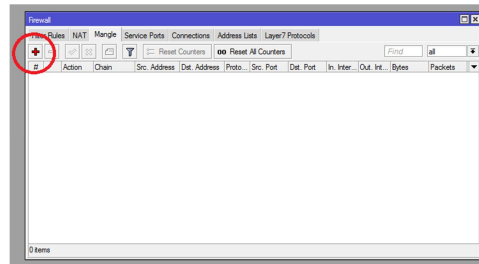 Firewall
Filter Rules NAT Mangle Service Ports Connections Address Lists Layer7 Protocols
Reset Counters 00 Reset All Counters Find all
# Action Chain Src. Address Dst. Address Proto... Src. Port Dst. Port In. Inter... Out. Int... Bytes Packets
0 items